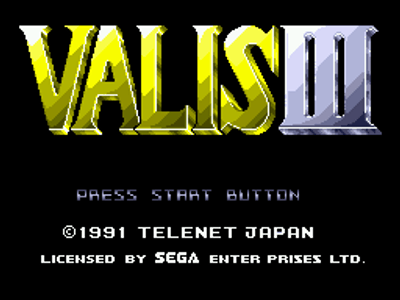 VALIS III
PRESS START BUTTON
©1991 TELENET JAPAN
LICENSED BY SEGA ENTER PRISES LTD.